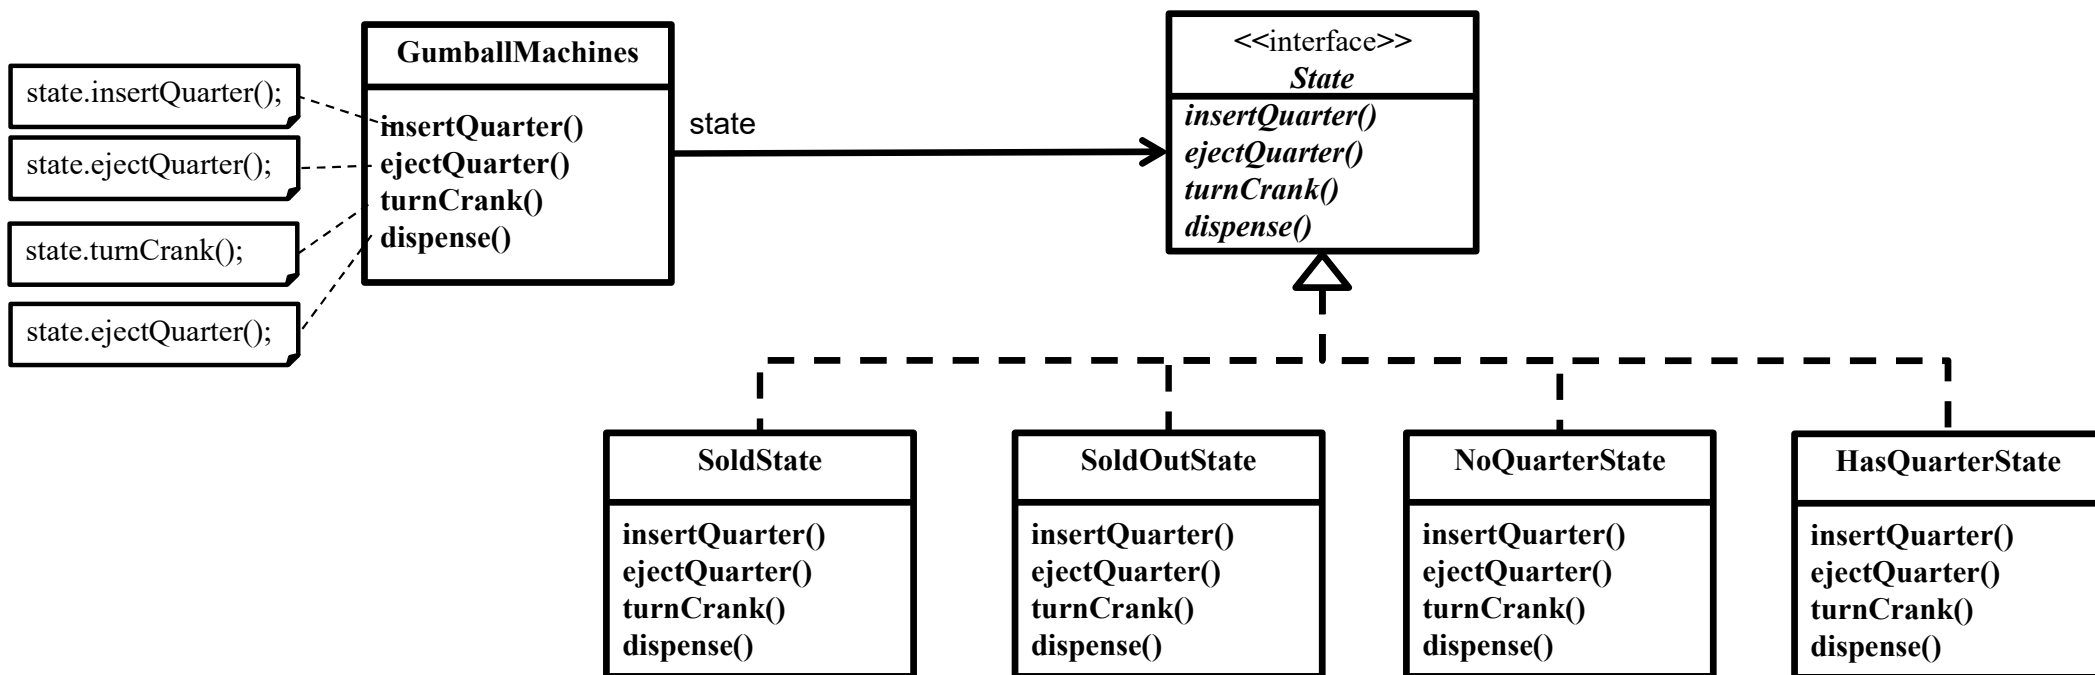 state.insertQuarter();
state.ejectQuarter();
state.turnCrank();
state.ejectQuarter();
GumballMachines
insertQuarter()
ejectQuarter()
turnCrank()
dispense()
state
<<interface>>
State
insertQuarter()
ejectQuarter()
turnCrank()
dispense()
SoldState
insertQuarter()
ejectQuarter()
turnCrank()
dispense()
SoldOutState
insertQuarter()
ejectQuarter()
turnCrank()
dispense()
NoQuarterState
insertQuarter()
ejectQuarter()
turnCrank()
dispense()
HasQuarterState
insertQuarter()
ejectQuarter()
turnCrank()
dispense()